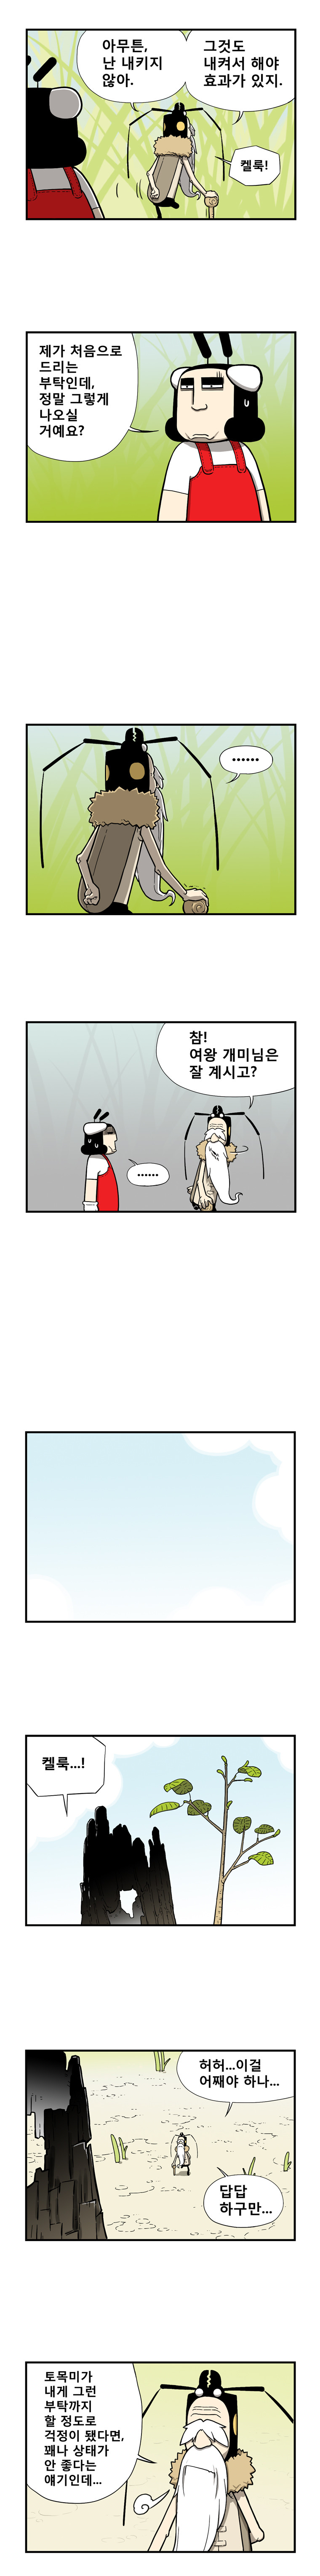 아무튼,
난 내키지
않아.
그것도
내켜서 해야
효과가 있지.
켈룩!
제가 처음으로
드리는
부탁인데,
정말 그렇게
나오실
거예요?
••••••
참!
여왕 개미님은
잘 계시고?
••••••
켈룩...!
허허...이걸
어째야 하나...
답답
하구만...
토목미가
내게 그런
부탁까지
할 정도로
걱정이 됐다면,
꽤나 상태가
안 좋다는
얘기인데...